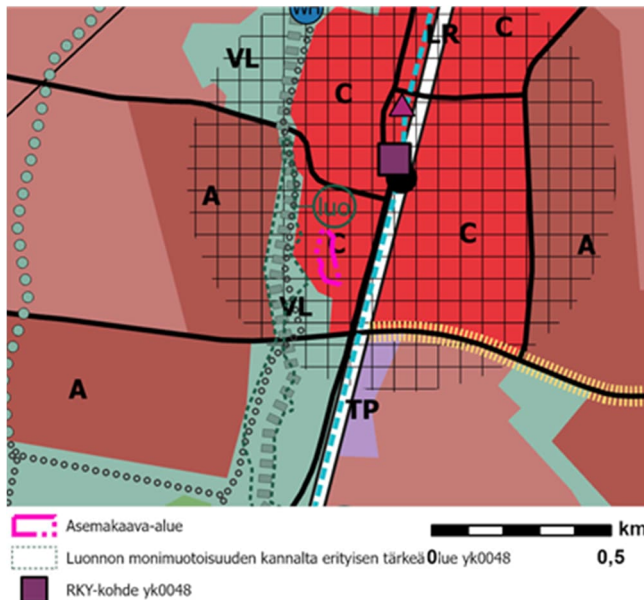 WH
LR
C
VL
C
A
luo
C
C
A
VL
A
TP
Asemakaava-alue
km
Luonnon monimuotoisuuden kannalta erityisen tärkeä alue yk0048
0
0,5
RKY-kohde yk0048